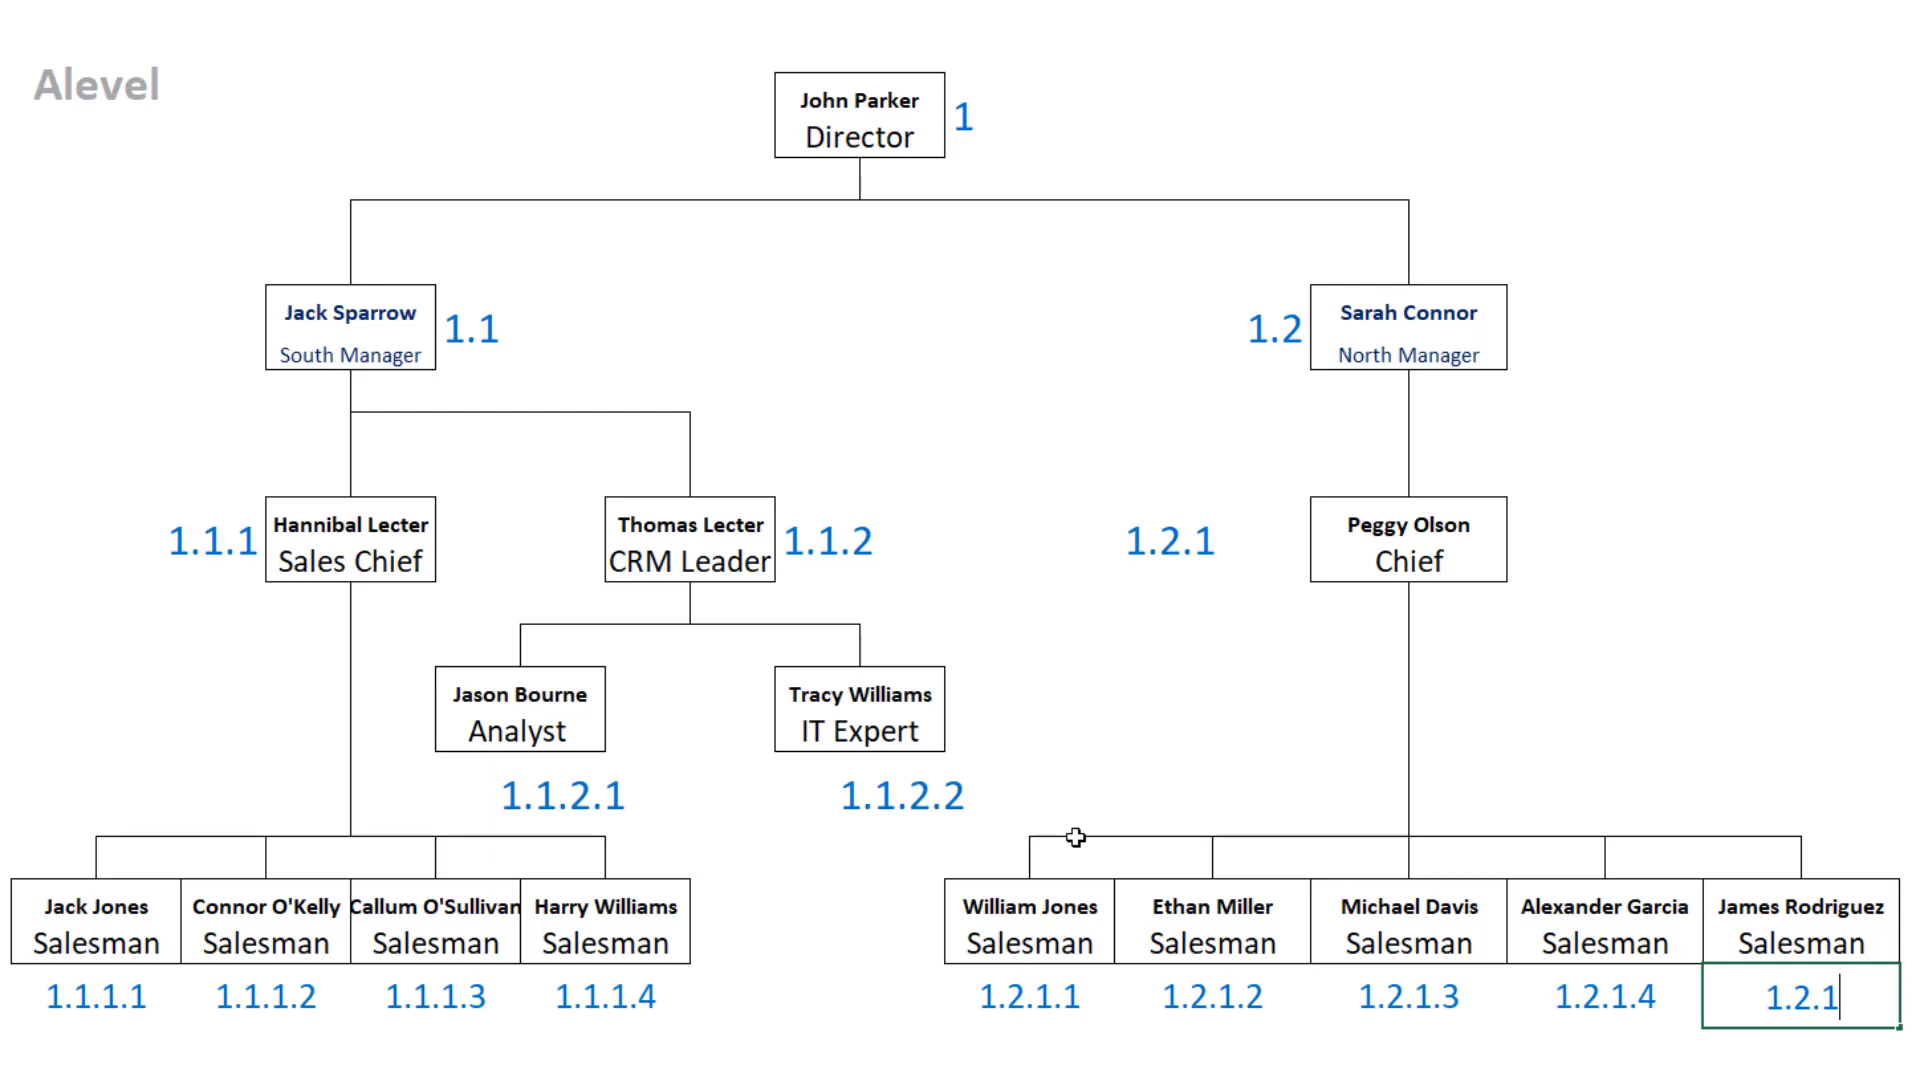 Alevel
John Parker
Director
1
Jack Sparrow
South Manager
1.1
1.2
Sarah Connor
North Manager
1.1.1
Hannibal Lecter
Sales Chief
Thomas Lecter
CRM Leader
1.1.2
1.2.1
Peggy Olson
Chief
Jason Bourne
Analyst
1.1.2.1
Tracy Williams
IT Expert
1.1.2.2
Jack Jones
Salesman
1.1.1.1
Connor O'Kelly
Salesman
1.1.1.2
Callum O'Sullivan
Salesman
1.1.1.3
Harry Williams
Salesman
1.1.1.4
William Jones
Salesman
1.2.1.1
Ethan Miller
Salesman
1.2.1.2
Michael Davis
Salesman
1.2.1.3
Alexander Garcia
Salesman
1.2.1.4
James Rodriguez
Salesman
1.2.1